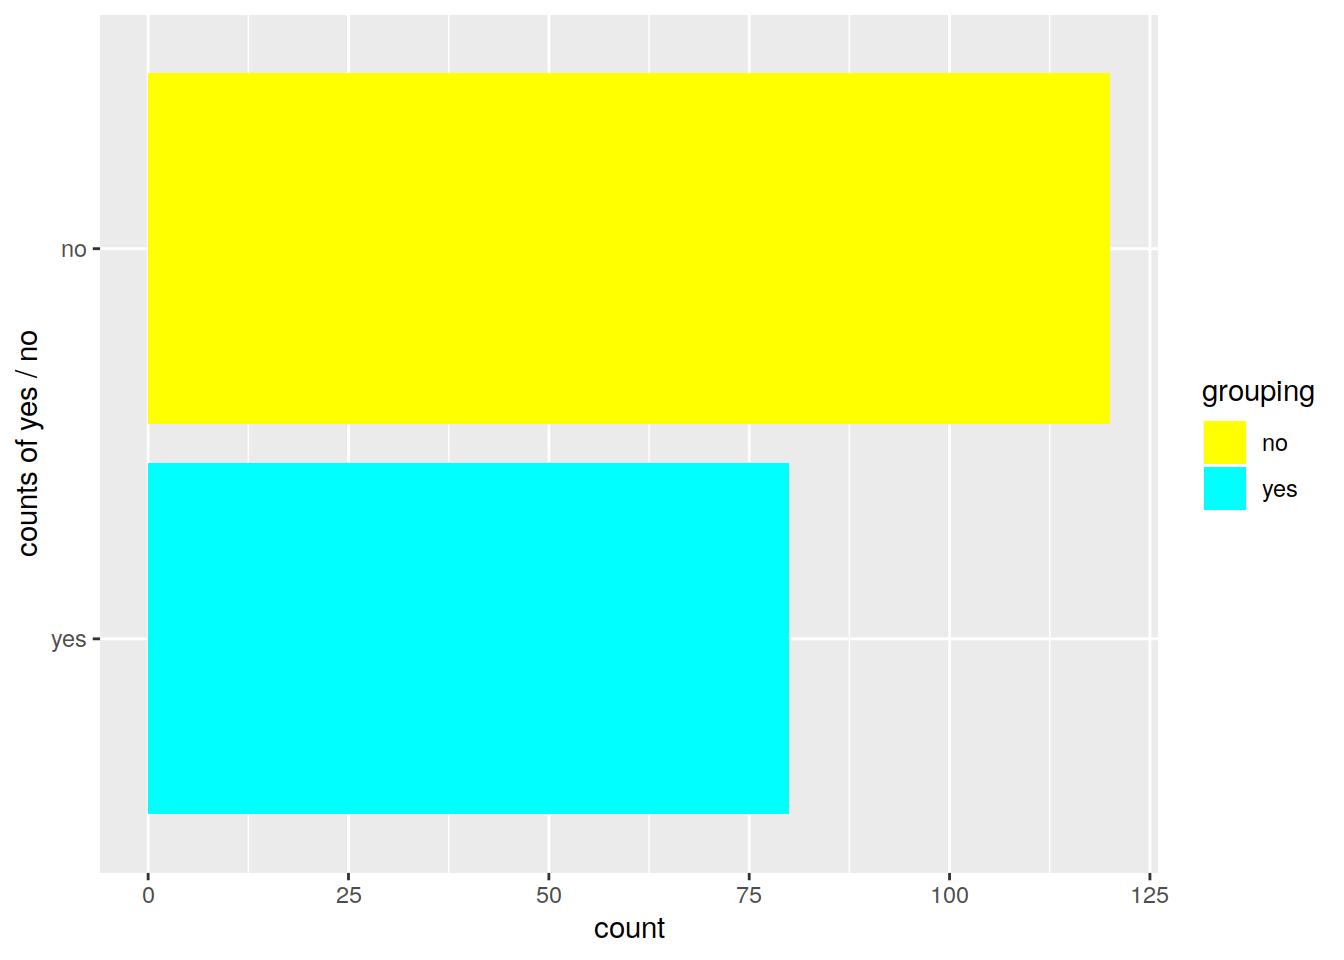 counts of yes / no
no
yes
0 25 50 75 100 125
count
grouping
no
yes